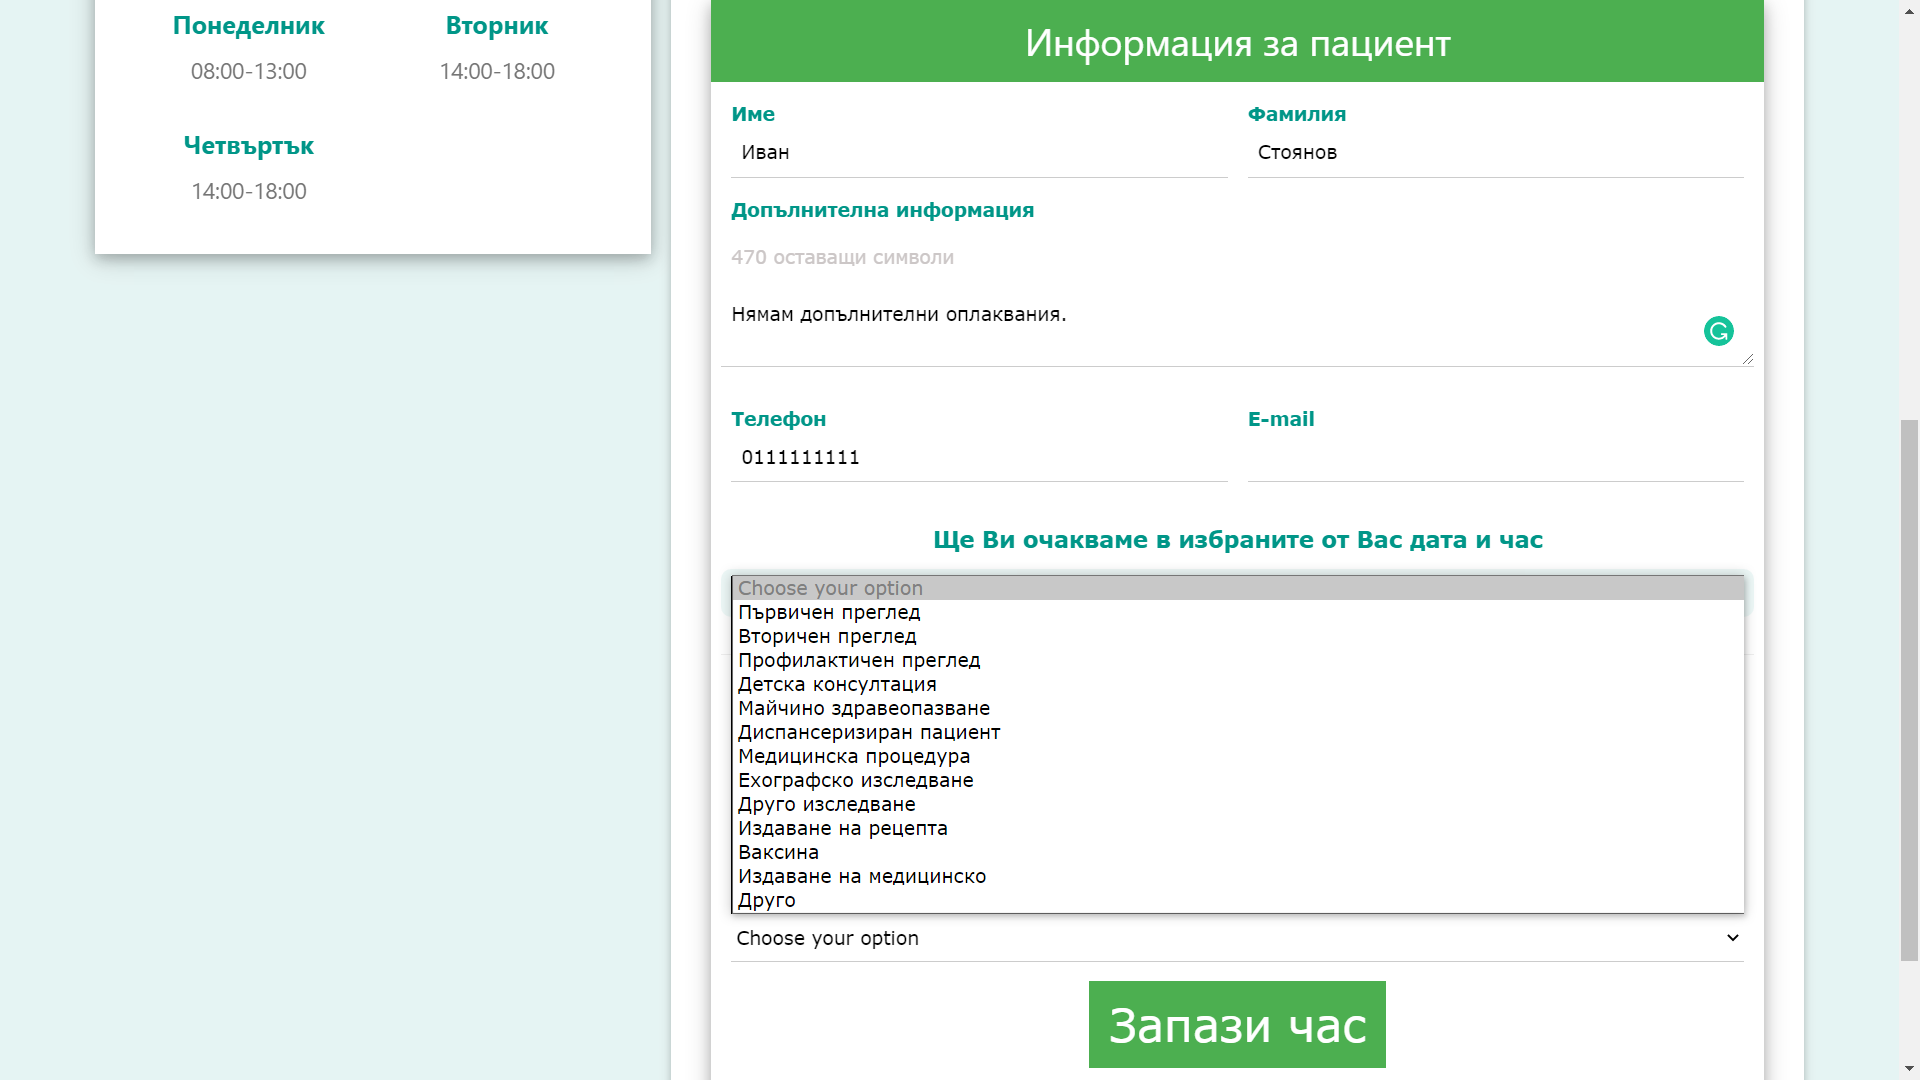 Понеделник
08:00-13:00
Вторник
14:00-18:00
Четвъртък
14:00-18:00
Информация за пациент
Име
Иван
Фамилия
Стоянов
Допълнителна информация
470 оставащи символи
Нямам допълнителни оплаквания.
Телефон
0111111111
E-mail
Ще Ви очакваме в избраните от Вас дата и час
Choose your option
Първичен преглед
Вторичен преглед
Профилактичен преглед
Детска консултация
Майчино здравеопазване
Диспансеризиран пациент
Медицинска процедура
Ехографско изследване
Друго изследване
Издаване на рецепта
Ваксина
Издаване на медицинско
Друго
Choose your option
Запази час